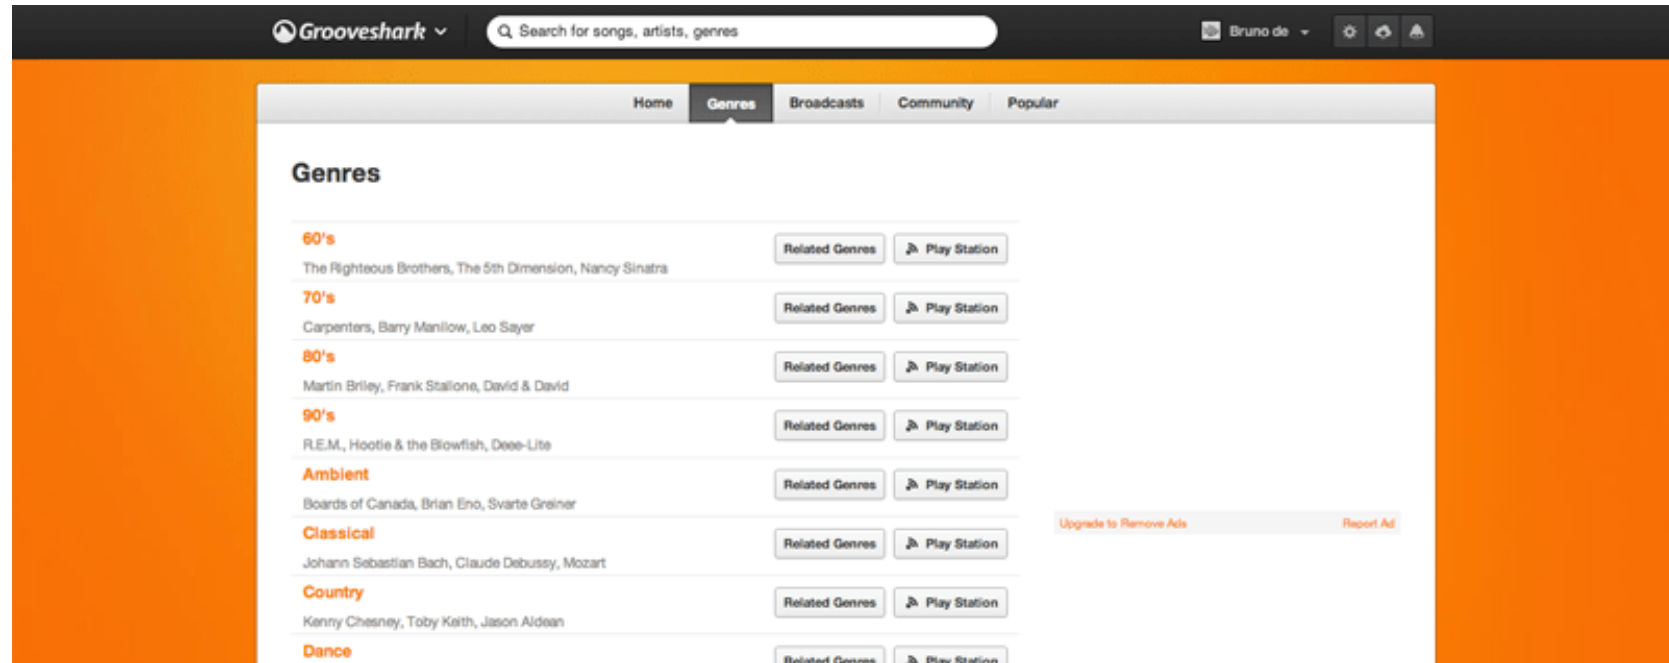 Grooveshark
Search for songs, artists, genres
Bruno de
Home Genres Broadcasts Community Popular
Genres
60's
Related Genres Play Station
The Righteous Brothers, The 5th Dimension, Nancy Sinatra
70's
Related Genres Play Station
Carpenters, Barry Manilow, Leo Sayer
80's
Related Genres Play Station
Martin Briley, Frank Stallone, David & David
90's
Related Genres Play Station
R.E.M., Hootie & the Blowfish, Deee-Lite
Ambient
Related Genres Play Station
Boards of Canada, Brian Eno, Svarte Greiner
Upgrade to Remove Ads Report Ad
Classical
Related Genres Play Station
Johann Sebastian Bach, Claude Debussy, Mozart
Country
Related Genres Play Station
Kenny Chesney, Toby Keith, Jason Aldean
Dance
Related Genres Play Station